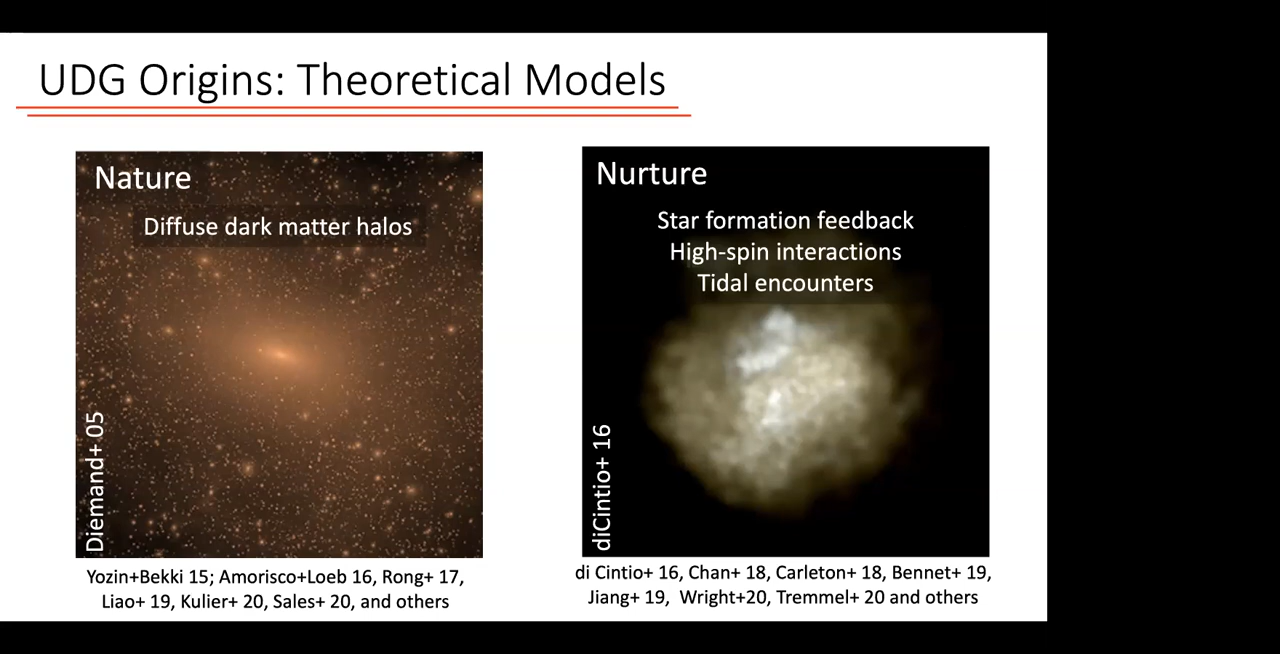 UDG Origins: Theoretical Models
Nature
Diffuse dark matter halos
Diemand+ 05
Yozin+Bekki 15; Amorisco+Loeb 16, Rong+ 17,
Liao+ 19, Kulier+ 20, Sales+ 20, and others
Nurture
Star formation feedback
High-spin interactions
Tidal encounters
diCintio+ 16
di Cintio+ 16, Chan+ 18, Carleton+ 18, Bennet+ 19,
Jiang+ 19, Wright+20, Tremmel+ 20 and others